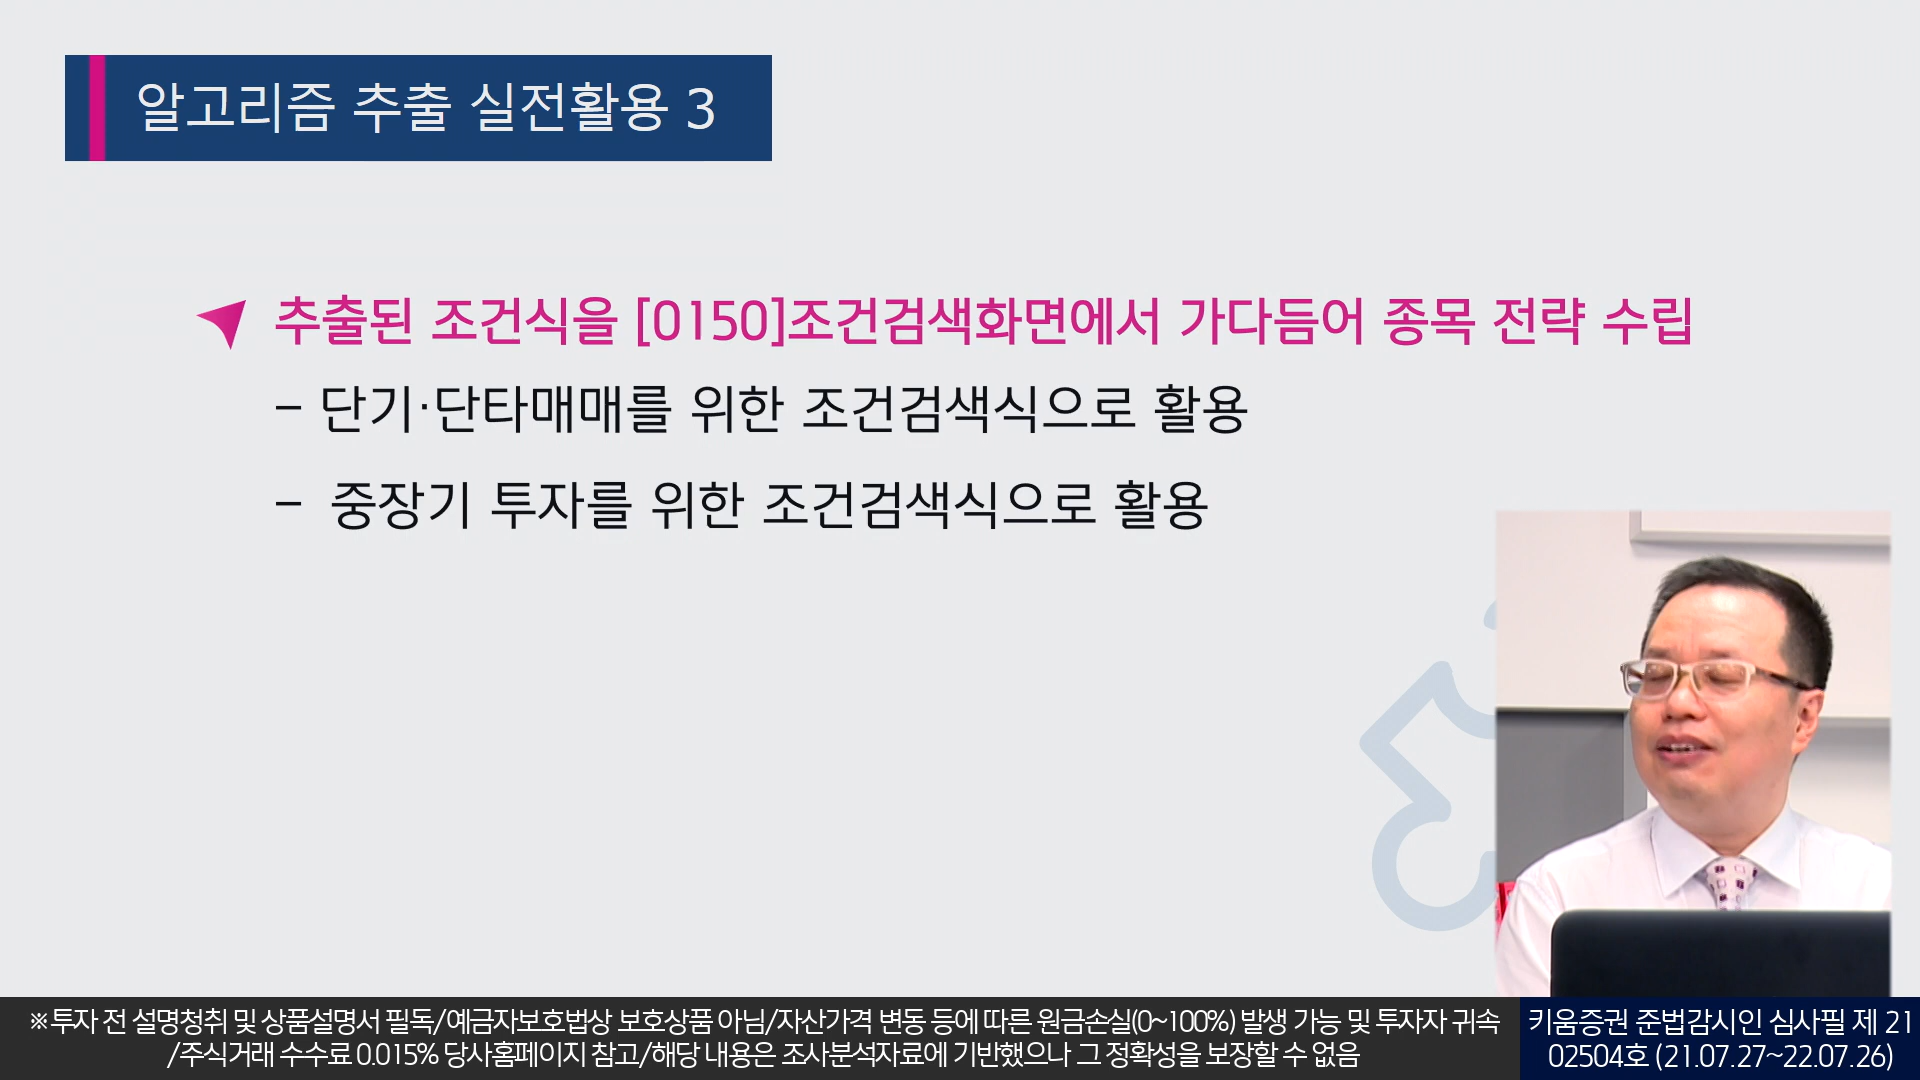 알고리즘 추출 실전활용 3
추출된 조건식을 [0150]조건검색화면에서 가다듬어 종목 전략 수립
– 단기·단타매매를 위한 조건검색식으로 활용
– 중장기 투자를 위한 조건검색식으로 활용
※투자 전 설명청취 및 상품설명서 필독/예금자보호법상 보호상품 아님/자산가격 변동 등에 따른 원금손실(0~100%) 발생 가능 및 투자자 귀속
/주식거래 수수료 0.015% 당사홈페이지 참고/해당 내용은 조사분석자료에 기반했으나 그 정확성을 보장할 수 없음
키움증권 준법감시인 심사필 제 21
02504호 (21.07.27~22.07.26)